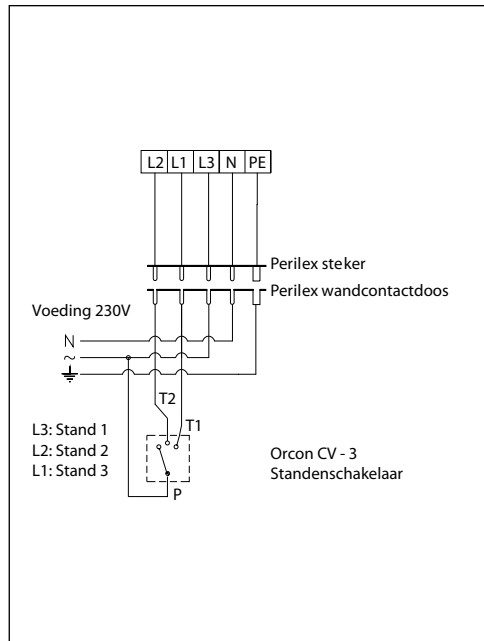 L2 L1 L3 N PE
Perilex steker
Perilex wandcontactdoos
Voeding 230V
N
~
T2
T1
L3: Stand 1
L2: Stand 2
L1: Stand 3
P
Orcon CV - 3
Standenschakelaar